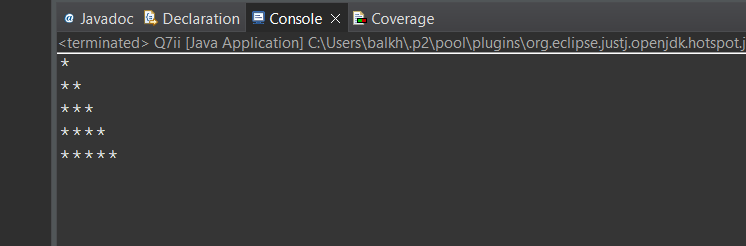 Javadoc Declaration Console Coverage
<terminated> Q7ii [Java Application] C:\Users\balkh\.p2\pool\plugins\org.eclipse.justj.openjdk.hotspot.j
*
**
***
****
*****